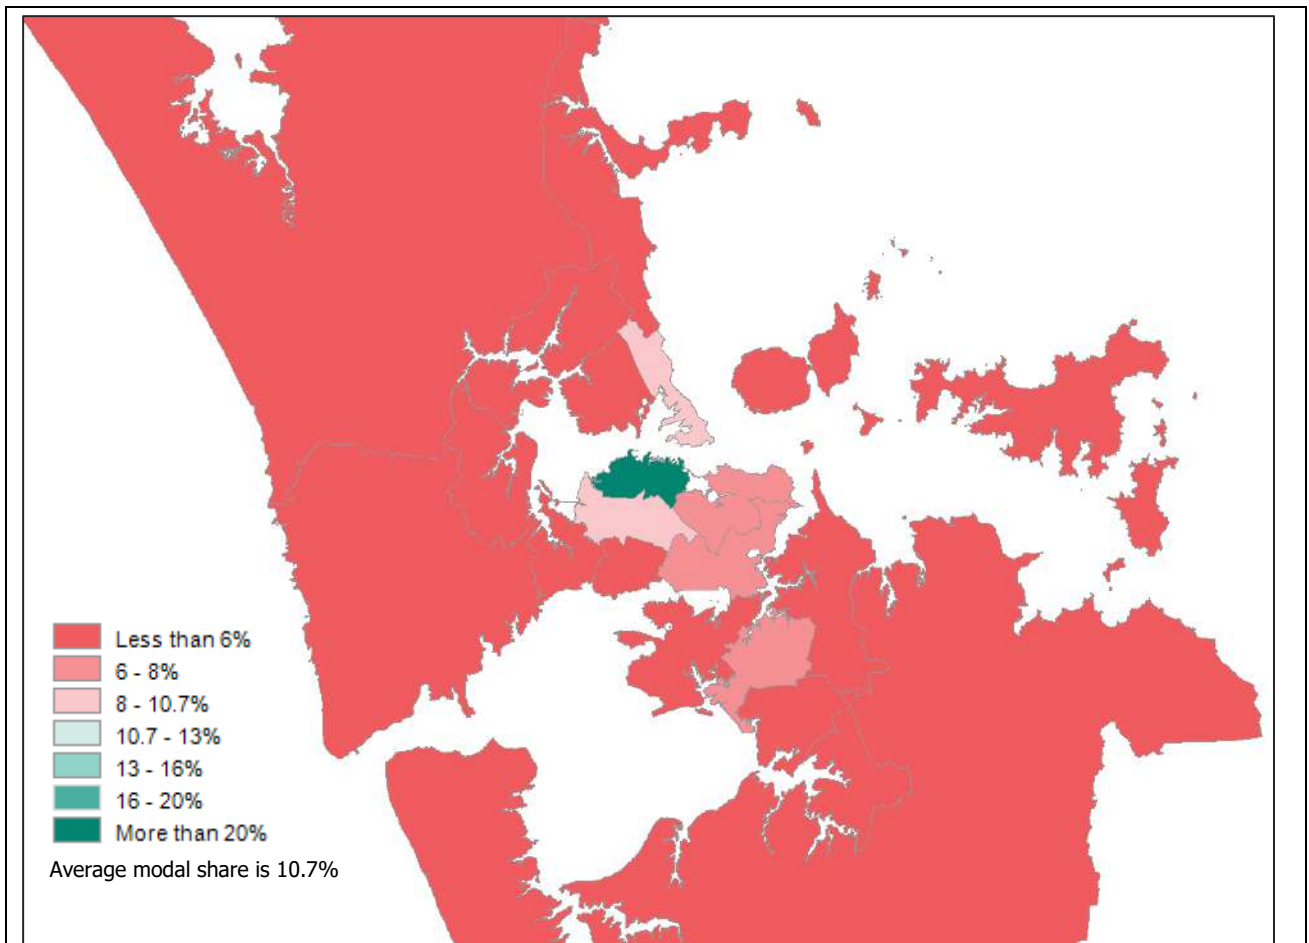 Less than 6%
6 - 8%
8 - 10.7%
10.7 - 13%
13 - 16%
16 - 20%
More than 20%
Average modal share is 10.7%